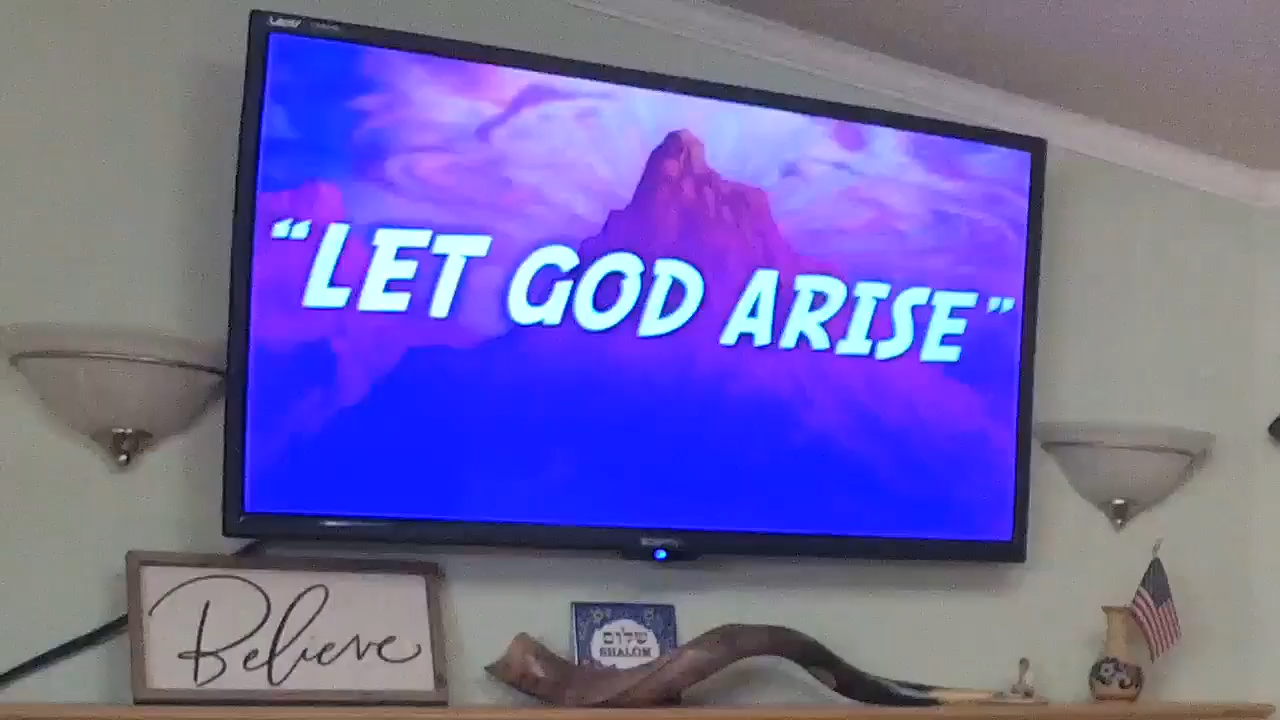 “LET GOD ARISE”
Believe
שלום
SHALOM